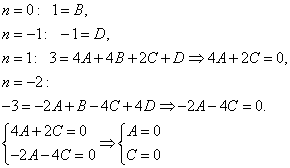 n = 0: 1 = B,
n = −1: −1 = D,
n = 1: 3 = 4A + 4B + 2C + D ⇒ 4A + 2C = 0,
n = −2:
−3 = −2A + B − 4C + 4D ⇒ −2A − 4C = 0.
{4A + 2C = 0 ⇒ {A = 0
−2A − 4C = 0 C = 0